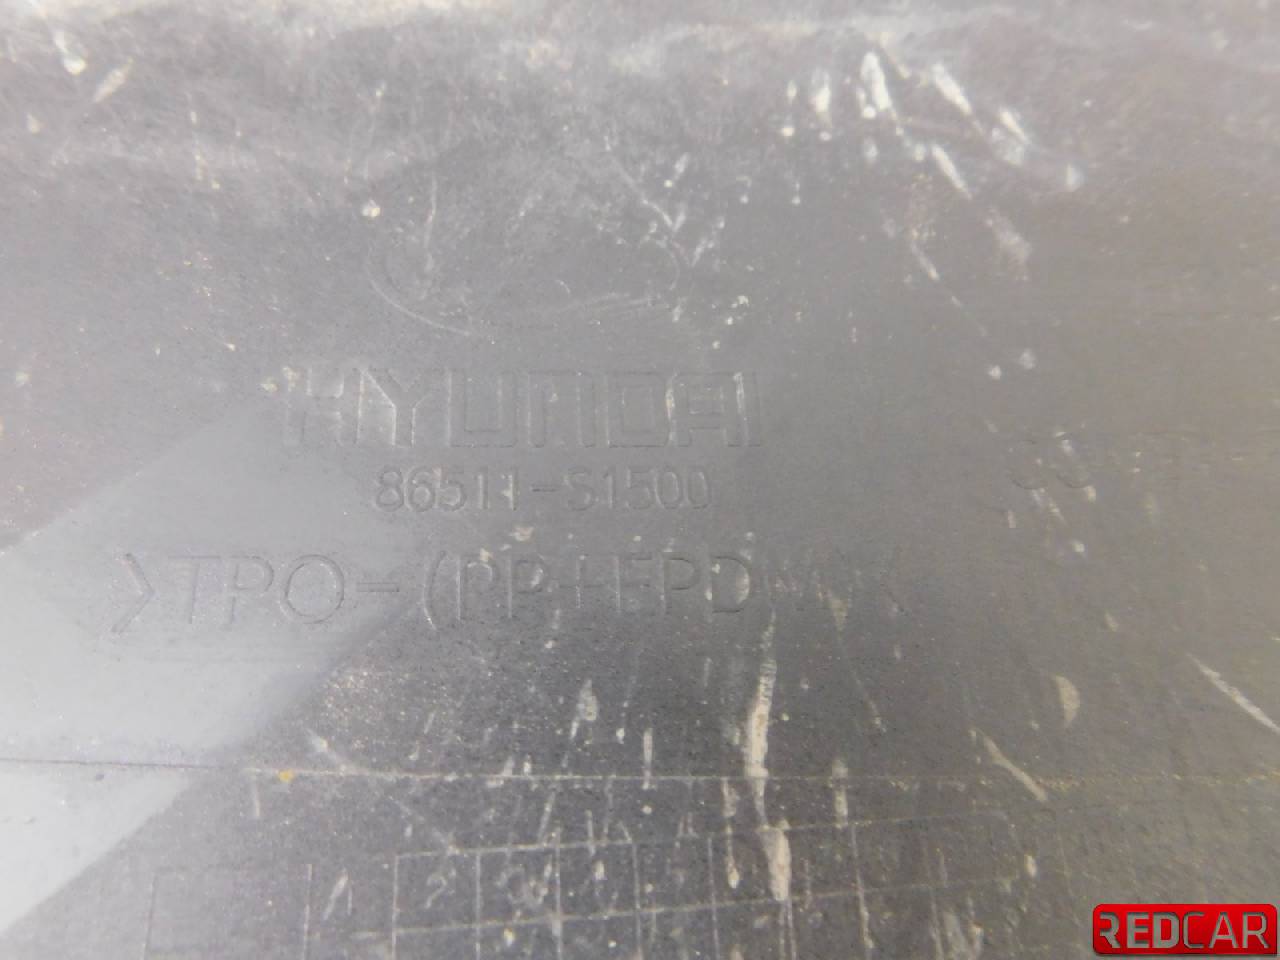 HYUNDAI
86511-S1500
>TPO-(PP+EPDM)<
REDCAR